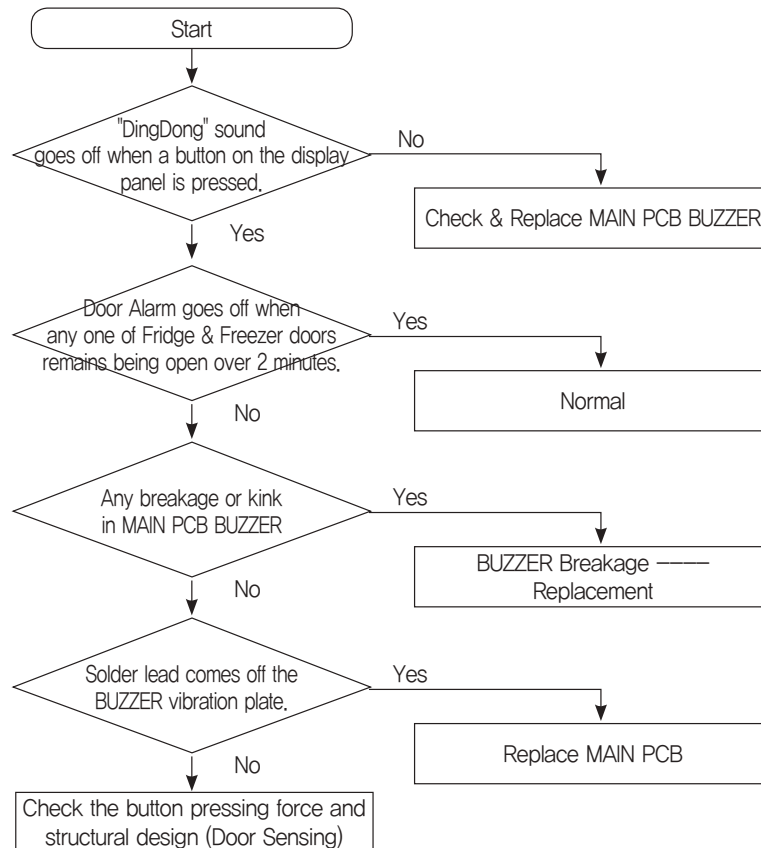 Start
"DingDong" sound
goes off when a button on the display
panel is pressed.
No
Check & Replace MAIN PCB BUZZER
Yes
Door Alarm goes off when
any one of Fridge & Freezer doors
remains being open over 2 minutes.
Yes
Normal
No
Any breakage or kink
in MAIN PCB BUZZER
Yes
BUZZER Breakage ----
Replacement
No
Solder lead comes off the
BUZZER vibration plate.
Yes
Replace MAIN PCB
No
Check the button pressing force and
structural design (Door Sensing)